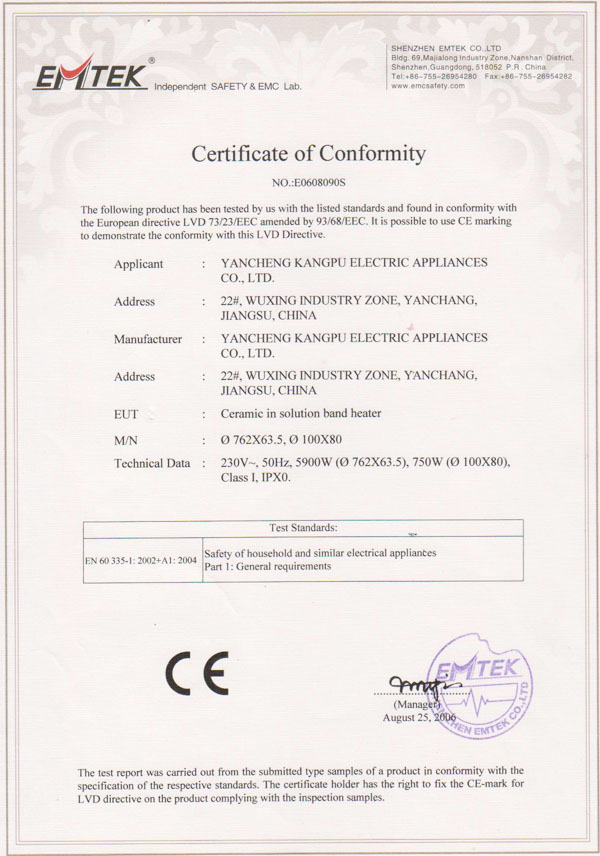 EMTEK®
Independent SAFETY & EMC Lab.
SHENZHEN EMTEK CO.,LTD
Bldg. 69,Majialong Industry Zone,Nanshan District,
Shenzhen,Guangdong, 518052 P.R. China
Tel:+86-755-26954280 Fax:+86-755-26954282
www.emcsafety.com
Certificate of Conformity
NO.:E0608090S
The following product has been tested by us with the listed standards and found in conformity with
the European directive LVD 73/23/EEC amended by 93/68/EEC. It is possible to use CE marking
to demonstrate the conformity with this LVD Directive.
Applicant : YANCHENG KANGPU ELECTRIC APPLIANCES
CO., LTD.
Address : 22#, WUXING INDUSTRY ZONE, YANCHANG,
JIANGSU, CHINA
Manufacturer : YANCHENG KANGPU ELECTRIC APPLIANCES
CO., LTD.
Address : 22#, WUXING INDUSTRY ZONE, YANCHANG,
JIANGSU, CHINA
EUT : Ceramic in solution band heater
M/N : Ø 762X63.5, Ø 100X80
Technical Data : 230V~, 50Hz, 5900W (Ø 762X63.5), 750W (Ø 100X80),
Class I, IPX0.
Test Standards:
EN 60 335-1: 2002+A1: 2004
Safety of household and similar electrical appliances
Part 1: General requirements
CE
EMTEK
SHENZHEN EMTEK CO.,LTD
(Manager)
August 25, 2006
The test report was carried out from the submitted type samples of a product in conformity with the
specification of the respective standards. The certificate holder has the right to fix the CE-mark for
LVD directive on the product complying with the inspection samples.